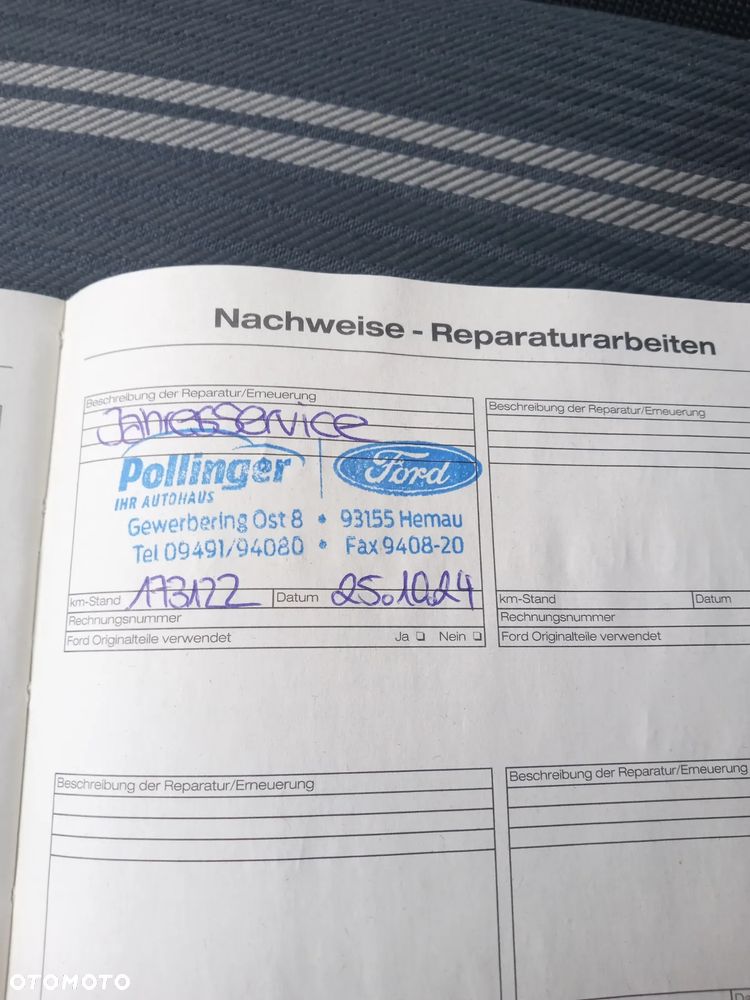 Nachweise - Reparaturarbeiten
Beschreibung der Reparatur/Erneuerung
Jahresservice
Pollinger
IHR AUTOHAUS
Ford
Gewerbering Ost 8 • 93155 Hemau
Tel 09491/94080 • Fax 9408-20
km-Stand 173122 Datum 25.10.24
Rechnungsnummer
Ford Originalteile verwendet Ja ❏ Nein ❏
Beschreibung der Reparatur/Erneuerung
km-Stand Datum
Rechnungsnummer
Ford Originalteile verwendet
Beschreibung der Reparatur/Erneuerung
Beschreibung der Reparatur/Erneuerung
OTOMOTO